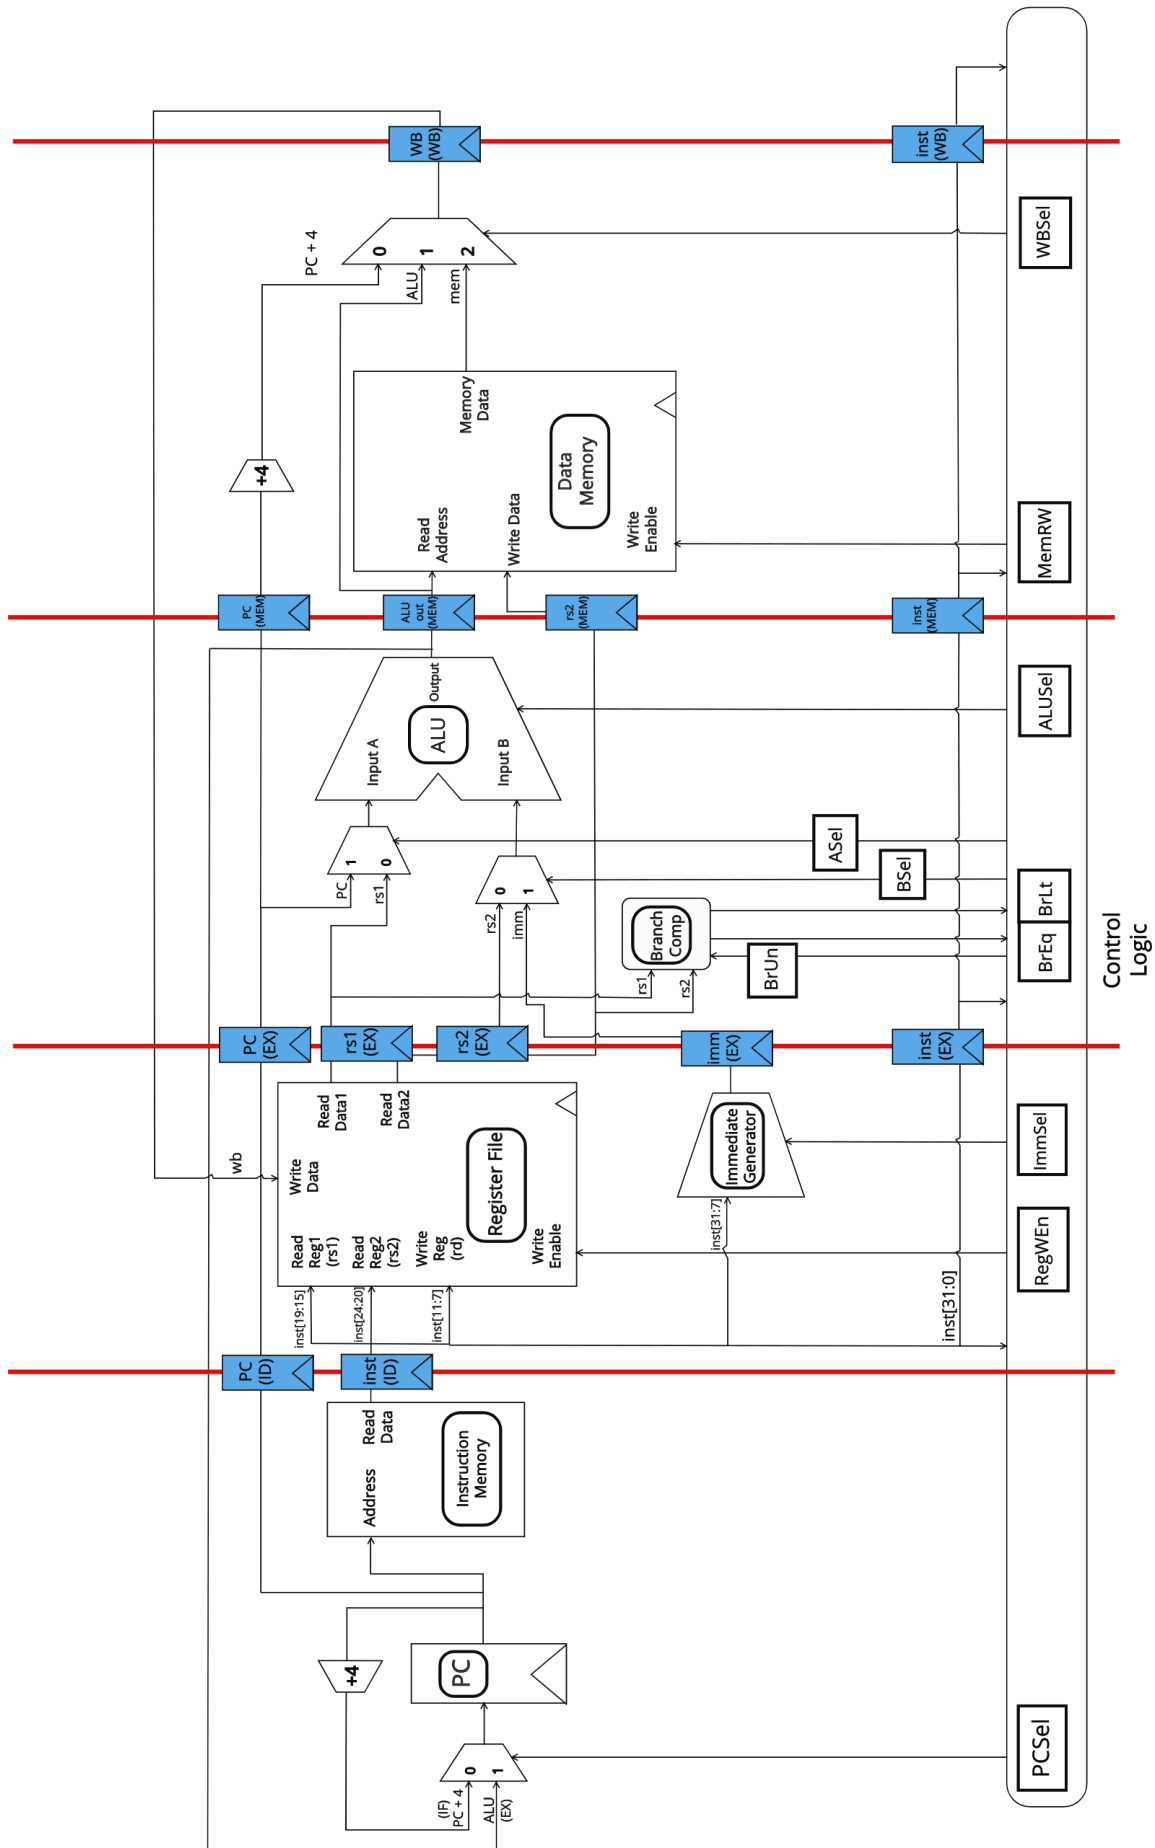 (IF)
PC + 4
ALU
(EX)
0
1
+4
PC
Address
Read
Data
Instruction
Memory
PC
(ID)
inst
(ID)
inst[19:15]
inst[24:20]
inst[11:7]
Read
Reg1
(rs1)
Read
Reg2
(rs2)
Write
Reg
(rd)
Write
Enable
wb
Write
Data
Register File
Read
Data1
Read
Data2
inst[31:7]
Immediate
Generator
inst[31:0]
PC
(EX)
rs1
(EX)
rs2
(EX)
imm
(EX)
inst
(EX)
PC
rs1
1
0
rs2
imm
0
1
rs1
rs2
Branch
Comp
Input A
Input B
ALU
Output
PC
(MEM)
ALU
out
(MEM)
rs2
(MEM)
inst
(MEM)
+4
Read
Address
Write Data
Write
Enable
Data
Memory
Memory
Data
PC + 4
ALU
mem
0
1
2
WB
(WB)
inst
(WB)
PCSel
RegWEn
ImmSel
BrUn
BrEq
BrLt
BSel
ASel
ALUSel
MemRW
WBSel
Control
Logic